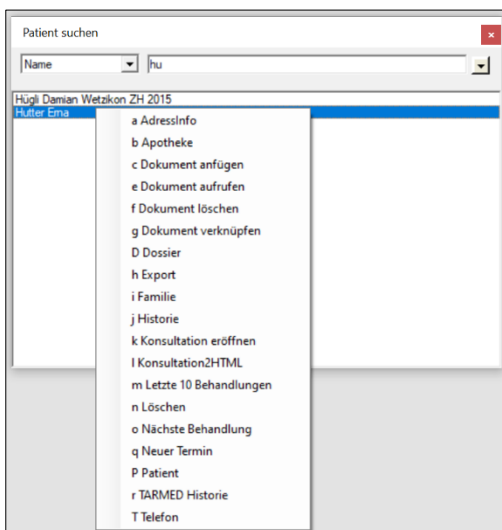 Patient suchen
Name hu
Hügli Damian Wetzikon ZH 2015
Hutter Erna
a AdressInfo
b Apotheke
c Dokument anfügen
e Dokument aufrufen
f Dokument löschen
g Dokument verknüpfen
D Dossier
h Export
i Familie
j Historie
k Konsultation eröffnen
l Konsultation2HTML
m Letzte 10 Behandlungen
n Löschen
o Nächste Behandlung
q Neuer Termin
P Patient
r TARMED Historie
T Telefon